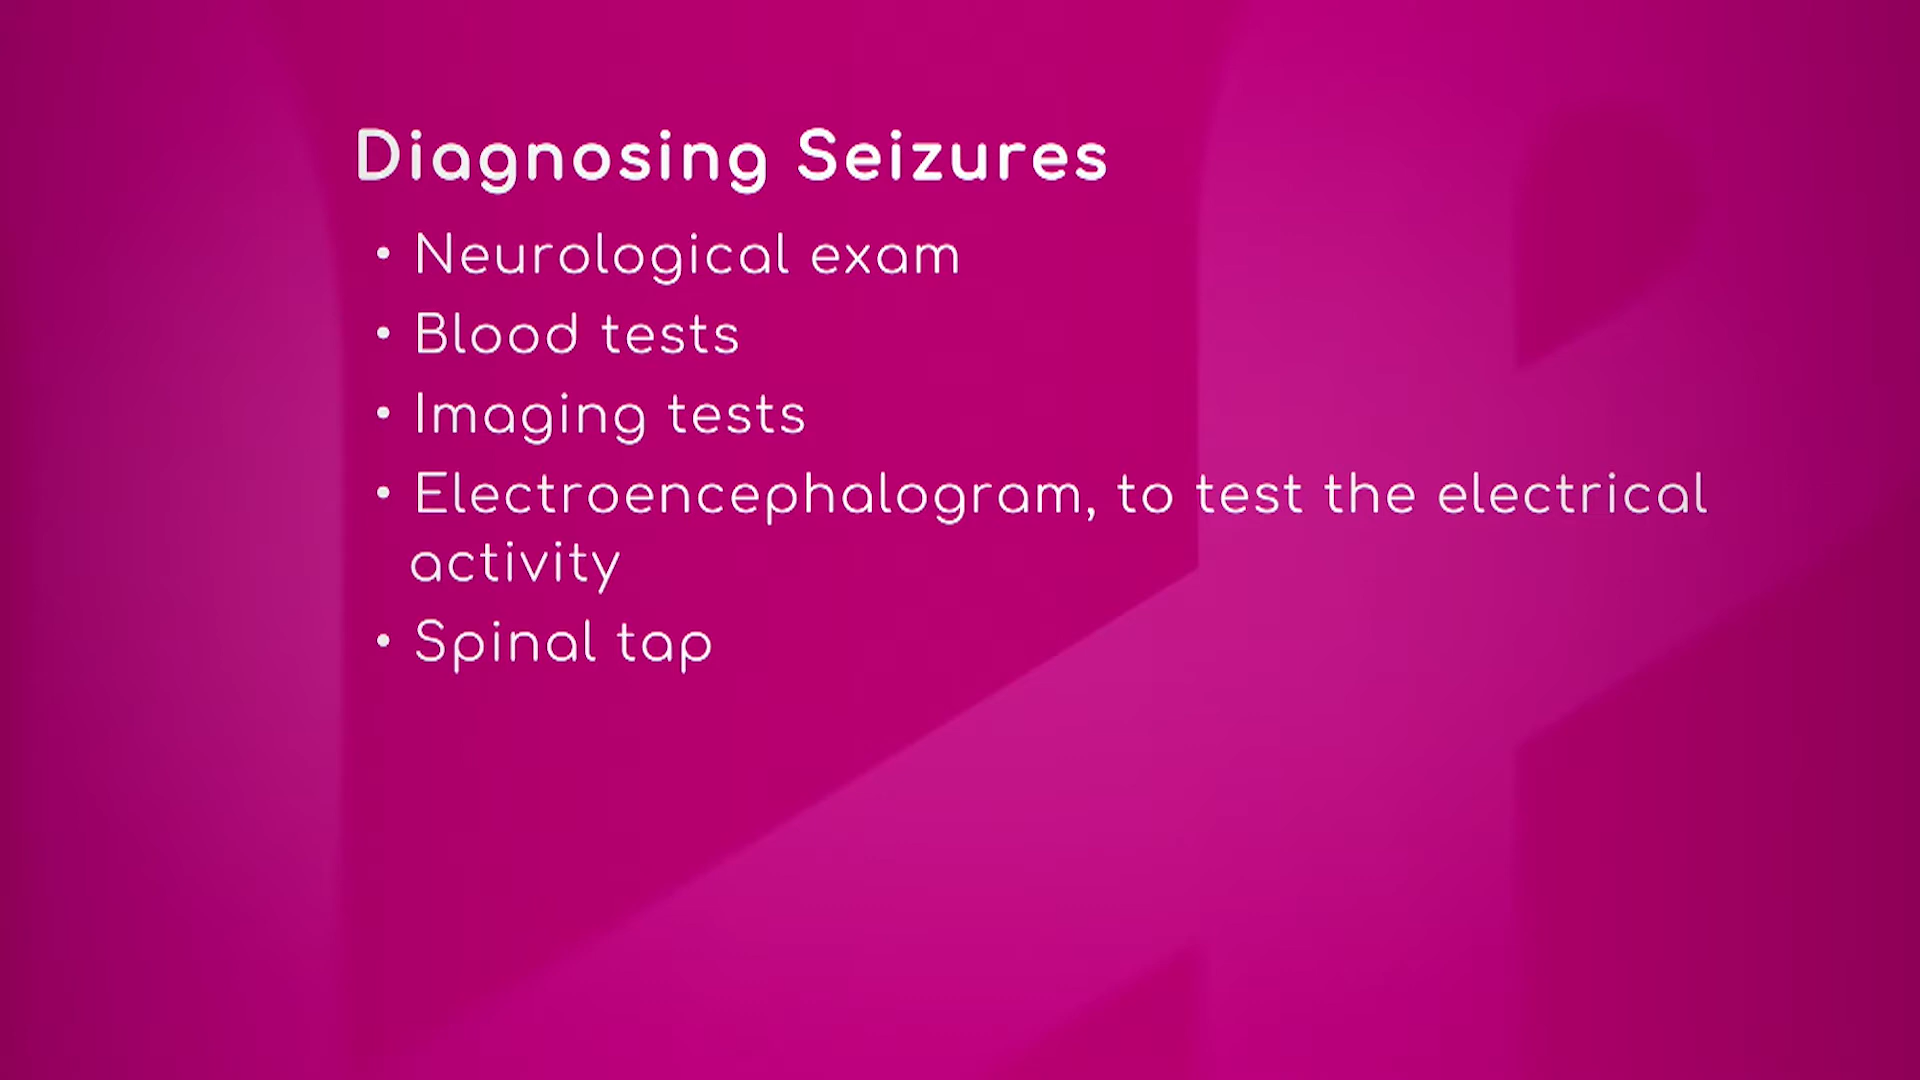 Diagnosing Seizures
• Neurological exam
• Blood tests
• Imaging tests
• Electroencephalogram, to test the electrical
activity
• Spinal tap